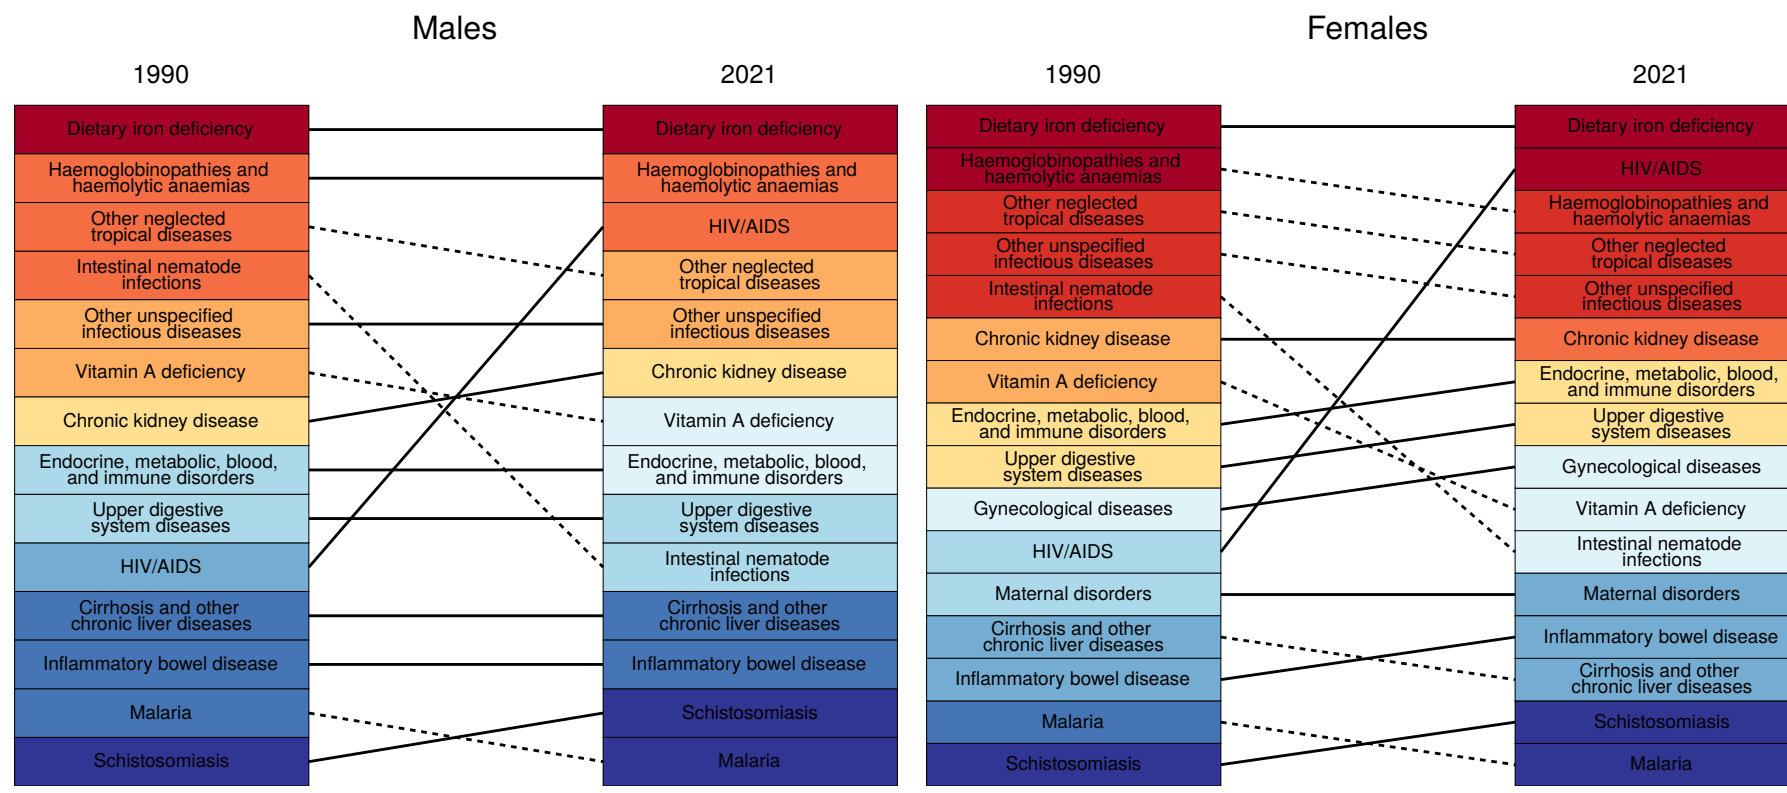 Males
1990
2021
Dietary iron deficiency
Haemoglobinopathies and
haemolytic anaemias
Other neglected
tropical diseases
Intestinal nematode
infections
Other unspecified
infectious diseases
Vitamin A deficiency
Chronic kidney disease
Endocrine, metabolic, blood,
and immune disorders
Upper digestive
system diseases
HIV/AIDS
Cirrhosis and other
chronic liver diseases
Inflammatory bowel disease
Malaria
Schistosomiasis
Dietary iron deficiency
Haemoglobinopathies and
haemolytic anaemias
HIV/AIDS
Other neglected
tropical diseases
Other unspecified
infectious diseases
Chronic kidney disease
Vitamin A deficiency
Endocrine, metabolic, blood,
and immune disorders
Upper digestive
system diseases
Intestinal nematode
infections
Cirrhosis and other
chronic liver diseases
Inflammatory bowel disease
Schistosomiasis
Malaria
Females
1990
2021
Dietary iron deficiency
Haemoglobinopathies and
haemolytic anaemias
Other neglected
tropical diseases
Other unspecified
infectious diseases
Intestinal nematode
infections
Chronic kidney disease
Vitamin A deficiency
Endocrine, metabolic, blood,
and immune disorders
Upper digestive
system diseases
Gynecological diseases
HIV/AIDS
Maternal disorders
Cirrhosis and other
chronic liver diseases
Inflammatory bowel disease
Malaria
Schistosomiasis
Dietary iron deficiency
HIV/AIDS
Haemoglobinopathies and
haemolytic anaemias
Other neglected
tropical diseases
Other unspecified
infectious diseases
Chronic kidney disease
Endocrine, metabolic, blood,
and immune disorders
Upper digestive
system diseases
Gynecological diseases
Vitamin A deficiency
Intestinal nematode
infections
Maternal disorders
Inflammatory bowel disease
Cirrhosis and other
chronic liver diseases
Schistosomiasis
Malaria